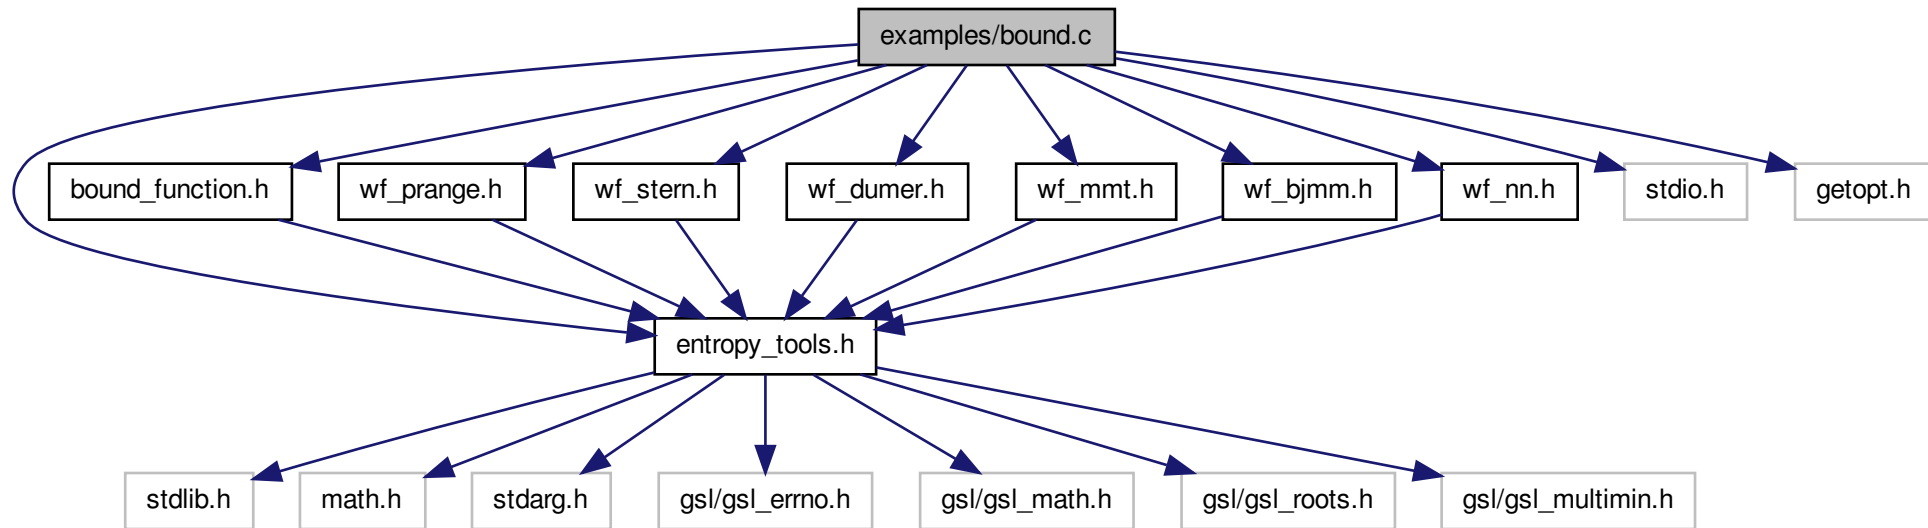 examples/bound.c
bound_function.h
wf_prange.h
wf_stern.h
wf_dumer.h
wf_mmt.h
wf_bjmm.h
wf_nn.h
stdio.h
getopt.h
entropy_tools.h
stdlib.h
math.h
stdarg.h
gsl/gsl_errno.h
gsl/gsl_math.h
gsl/gsl_roots.h
gsl/gsl_multimin.h